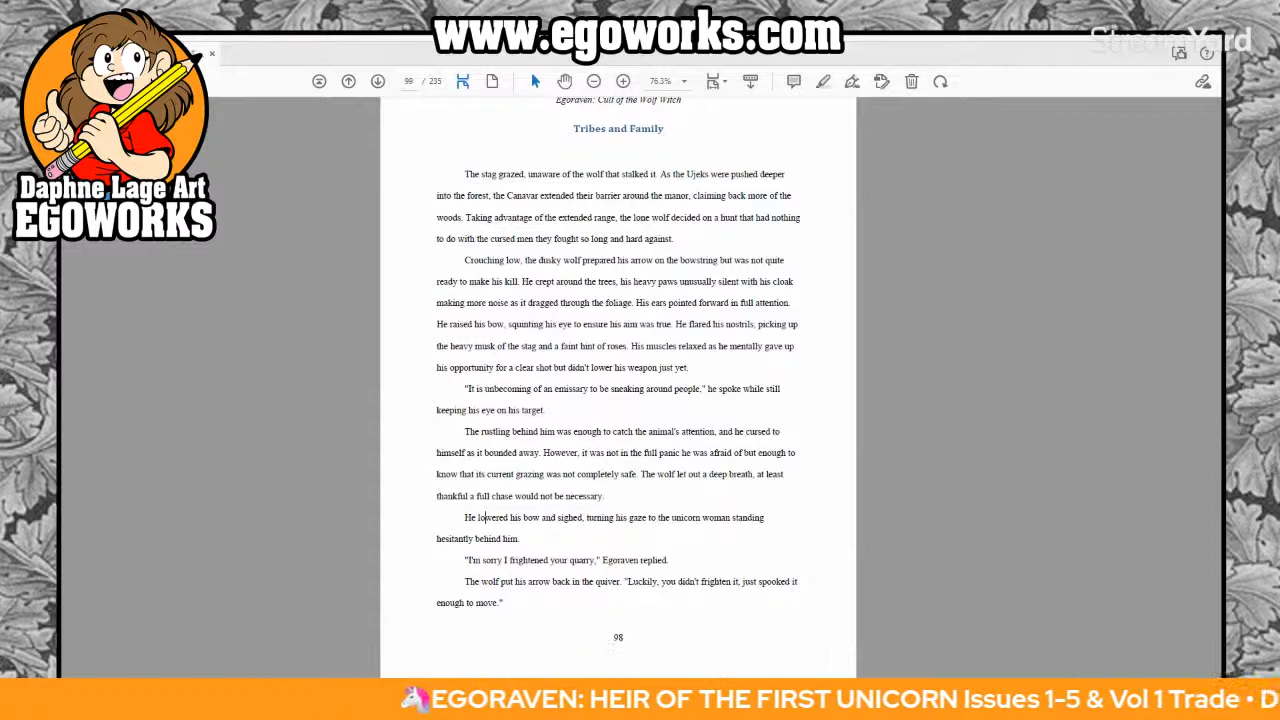 www.egoworks.com
StreamYard
99 / 235
76.3%
Egoraven: Cult of the Wolf Witch
Tribes and Family
The stag grazed, unaware of the wolf that stalked it. As the Ujeks were pushed deeper
into the forest, the Canavar extended their barrier around the manor, claiming back more of the
woods. Taking advantage of the extended range, the lone wolf decided on a hunt that had nothing
to do with the cursed men they fought so long and hard against.
Crouching low, the dusky wolf prepared his arrow on the bowstring but was not quite
ready to make his kill. He crept around the trees, his heavy paws unusually silent with his cloak
making more noise as it dragged through the foliage. His ears pointed forward in full attention.
He raised his bow, squinting his eye to ensure his aim was true. He flared his nostrils, picking up
the heavy musk of the stag and a faint hint of roses. His muscles relaxed as he mentally gave up
his opportunity for a clear shot but didn't lower his weapon just yet.
"It is unbecoming of an emissary to be sneaking around people," he spoke while still
keeping his eye on his target.
The rustling behind him was enough to catch the animal's attention, and he cursed to
himself as it bounded away. However, it was not in the full panic he was afraid of but enough to
know that its current grazing was not completely safe. The wolf let out a deep breath, at least
thankful a full chase would not be necessary.
He lowered his bow and sighed, turning his gaze to the unicorn woman standing
hesitantly behind him.
"I'm sorry I frightened your quarry," Egoraven replied.
The wolf put his arrow back in the quiver. "Luckily, you didn't frighten it, just spooked it
enough to move."
98
Daphne Lage Art
EGOWORKS
🦄EGORAVEN: HEIR OF THE FIRST UNICORN Issues 1-5 & Vol 1 Trade • D